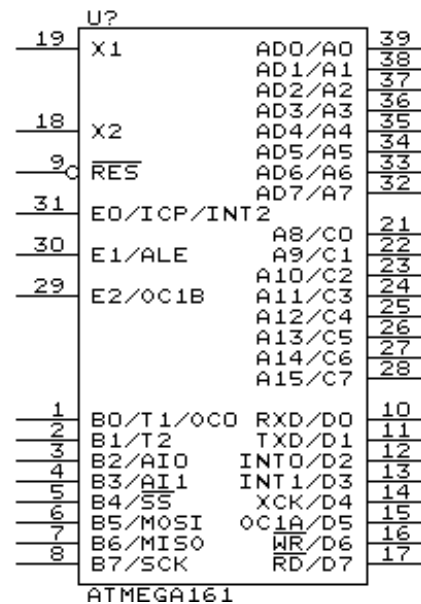 U?
19 X1 AD0/A0 39
AD1/A1 38
AD2/A2 37
AD3/A3 36
18 X2 AD4/A4 35
AD5/A5 34
9 RES AD6/A6 33
AD7/A7 32
31 E0/ICP/INT2
A8/C0 21
30 E1/ALE A9/C1 22
A10/C2 23
29 E2/OC1B A11/C3 24
A12/C4 25
A13/C5 26
A14/C6 27
A15/C7 28
1 B0/T1/OC0 RXD/D0 10
2 B1/T2 TXD/D1 11
3 B2/AI0 INT0/D2 12
4 B3/AI1 INT1/D3 13
5 B4/SS XCK/D4 14
6 B5/MOSI OC1A/D5 15
7 B6/MISO WR/D6 16
8 B7/SCK RD/D7 17
ATMEGA161